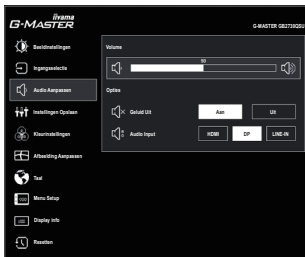 iiyama
G-MASTER
G-MASTER GB2730QSU
Beeldinstellingen
Ingangsselectie
Audio Aanpassen
Instellingen Opslaan
Kleurinstellingen
Afbeelding Aanpassen
Taal
Menu Setup
Display info
Resetten
Volume
50
Opties
Geluid Uit
Aan
Uit
Audio Input
HDMI
DP
LINE-IN